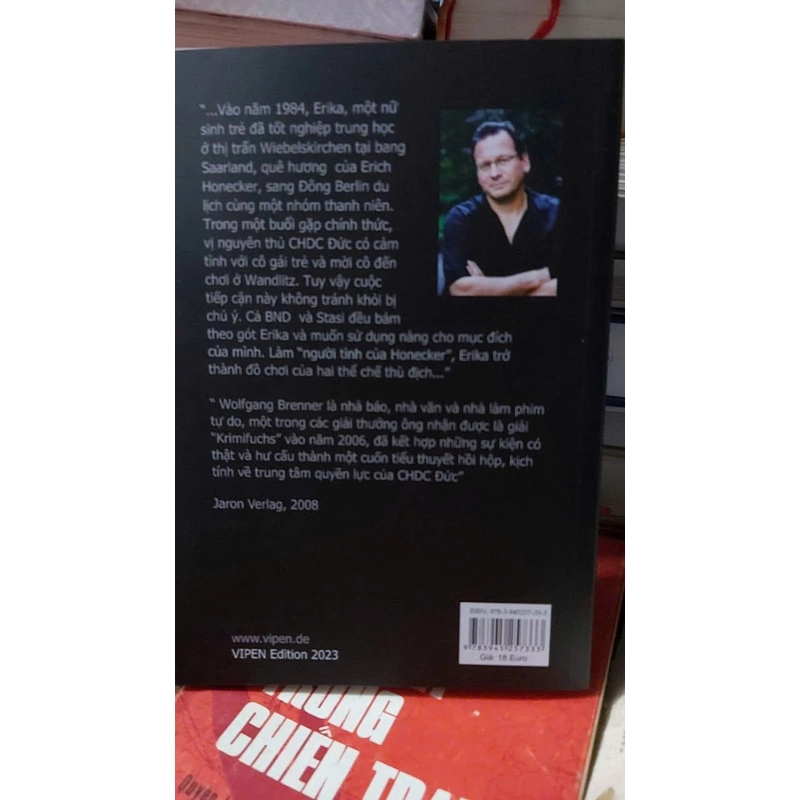 “...Vào năm 1984, Erika, một nữ
sinh trẻ đã tốt nghiệp trung học
ở thị trấn Wiebelskirchen tại bang
Saarland, quê hương của Erich
Honecker, sang Đông Berlin du
lịch cùng một nhóm thanh niên.
Trong một buổi gặp chính thức,
vị nguyên thủ CHDC Đức có cảm
tình với cô gái trẻ và mời cô đến
chơi ở Wandlitz. Tuy vậy cuộc
tiếp cận này không tránh khỏi bị
chú ý. Cả BND và Stasi đều bám
theo gót Erika và muốn sử dụng nàng cho mục đích
của mình. Làm “người tình của Honecker”, Erika trở
thành đồ chơi của hai thể chế thù địch...”
“ Wolfgang Brenner là nhà báo, nhà văn và nhà làm phim
tự do, một trong các giải thưởng ông nhận được là giải
“Krimifuchs” vào năm 2006, đã kết hợp những sự kiện có
thật và hư cấu thành một cuốn tiểu thuyết hồi hộp, kịch
tính về trung tâm quyền lực của CHDC Đức”
Jaron Verlag, 2008
ISBN: 978-3-945257-33-3
9783945257333
Giá: 18 Euro
www.vipen.de
VIPEN Edition 2023
CHIẾN